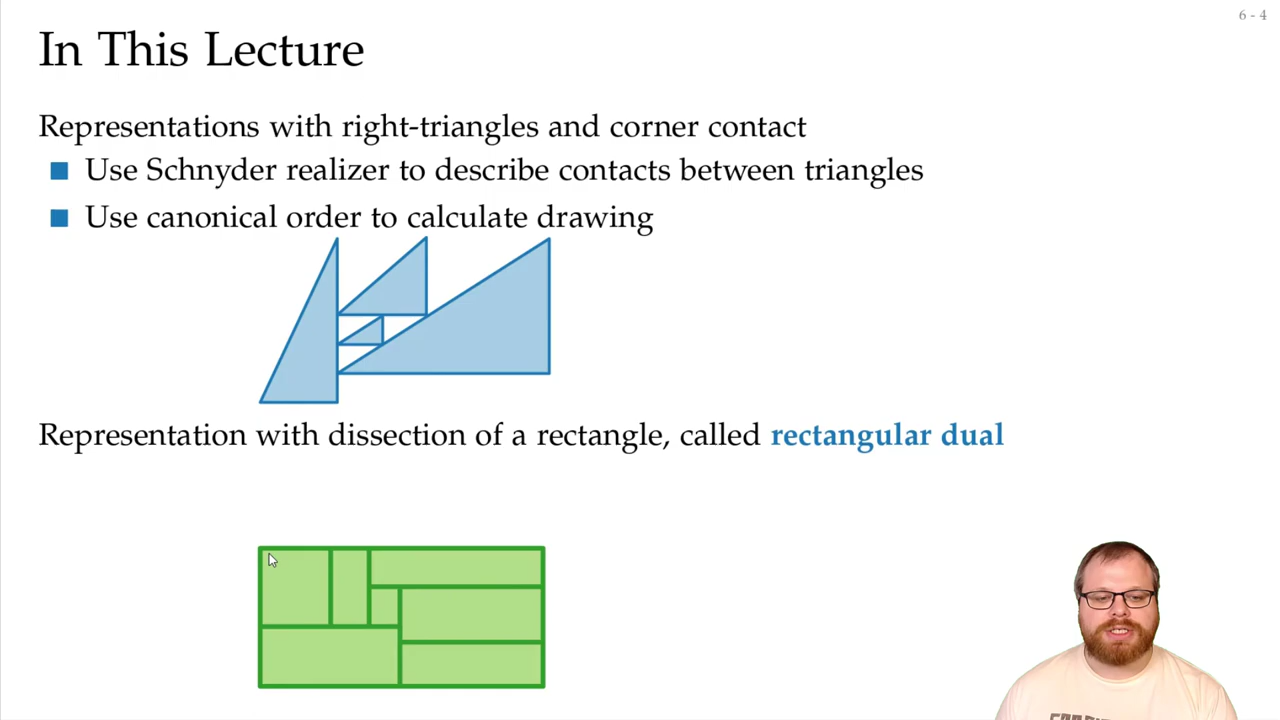 6 - 4
In This Lecture
Representations with right-triangles and corner contact
Use Schnyder realizer to describe contacts between triangles
Use canonical order to calculate drawing
Representation with dissection of a rectangle, called rectangular dual